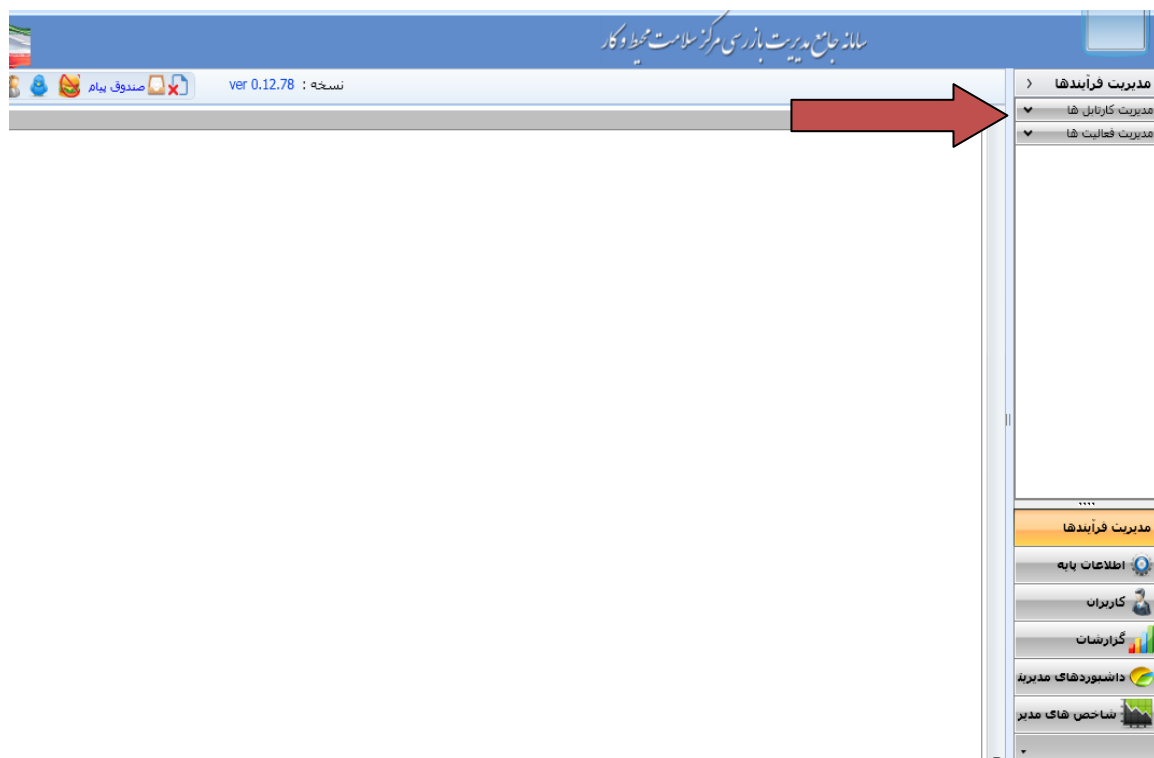 سامانه جامع مدیریت بازرسی مرکز سلامت محیط و کار
نسخه : ver 0.12.78
صندوق پیام
مدیریت فرآیندها
مدیریت کارتابل ها
مدیریت فعالیت ها
مدیریت فرآیندها
اطلاعات پایه
کاربران
گزارشات
داشبوردهای مدیریتی
شاخص های مدیر